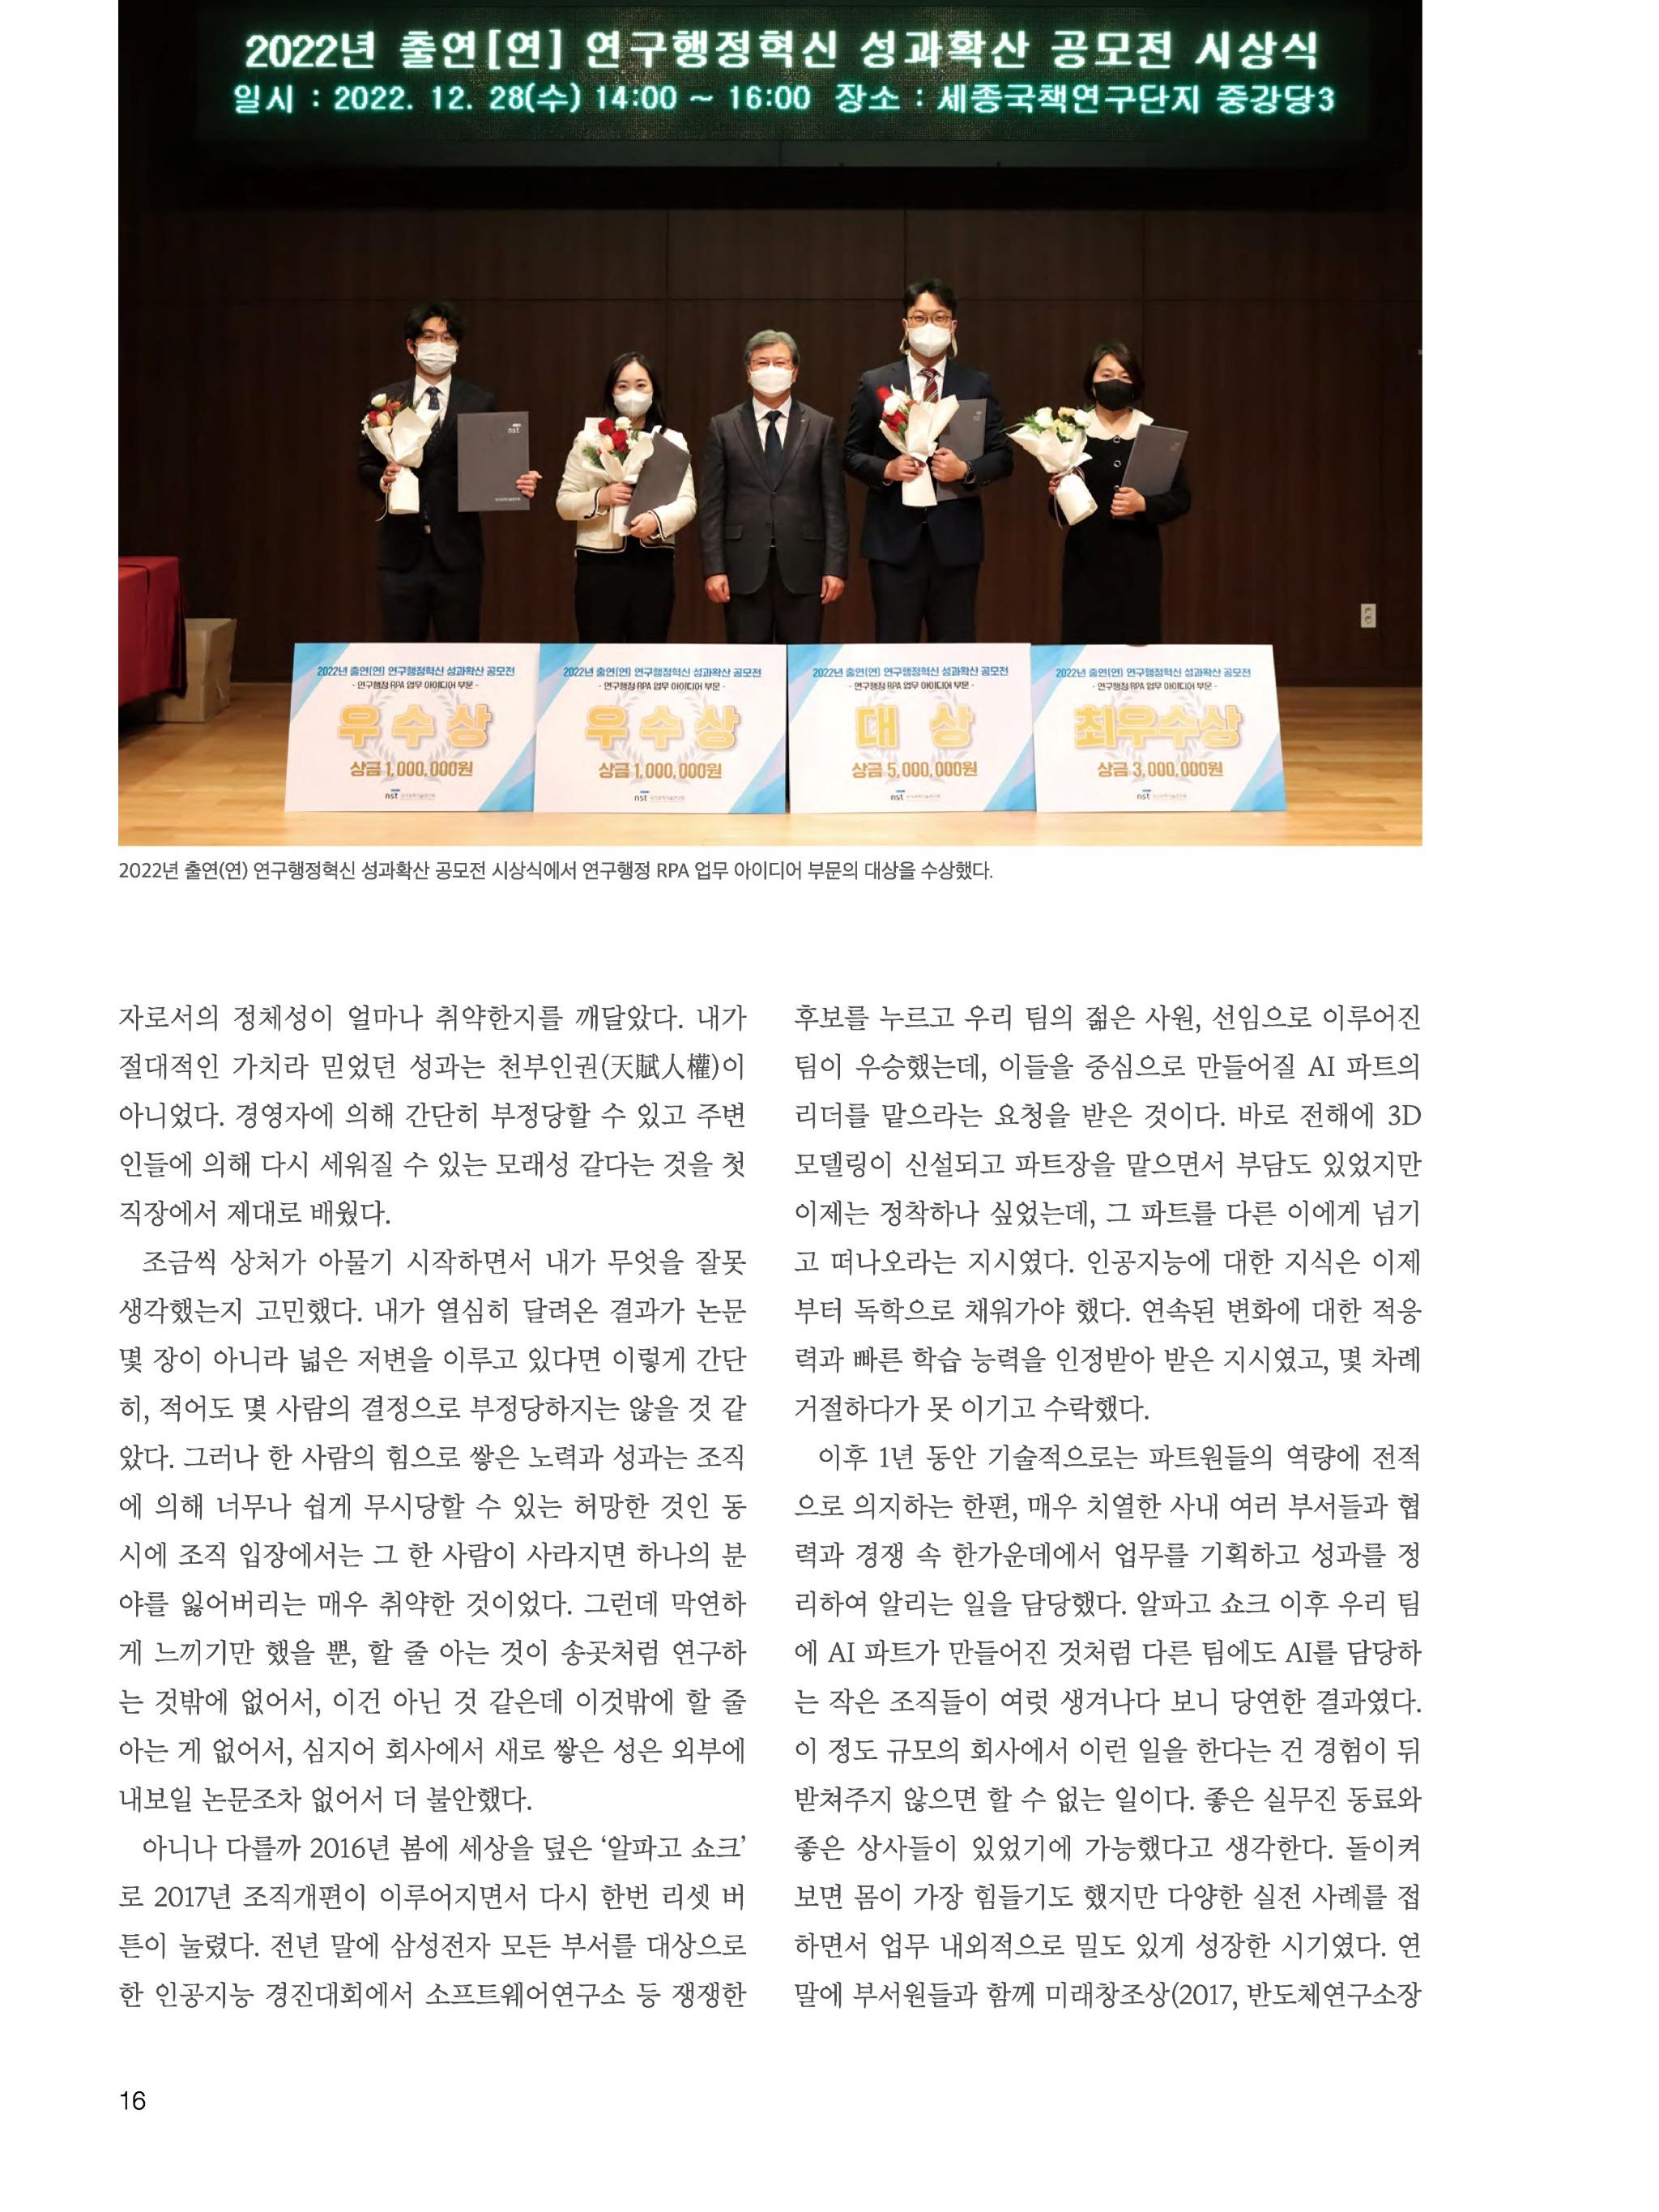 2022년 출연[연] 연구행정혁신 성과확산 공모전 시상식
일시 : 2022. 12. 28(수) 14:00 ~ 16:00 장소 : 세종국책연구단지 중강당3
nst
nst
2022년 출연(연) 연구행정혁신 성과확산 공모전
- 연구행정 RPA 업무 아이디어 부문 -
우수상
상금 1,000,000원
nst 국가과학기술연구회
2022년 출연(연) 연구행정혁신 성과확산 공모전
- 연구행정 RPA 업무 아이디어 부문 -
우수상
상금 1,000,000원
nst 국가과학기술연구회
2022년 출연(연) 연구행정혁신 성과확산 공모전
- 연구행정 RPA 업무 아이디어 부문 -
대 상
상금 5,000,000원
nst 국가과학기술연구회
2022년 출연(연) 연구행정혁신 성과확산 공모전
- 연구행정 RPA 업무 아이디어 부문 -
최우수상
상금 3,000,000원
nst 국가과학기술연구회
2022년 출연(연) 연구행정혁신 성과확산 공모전 시상식에서 연구행정 RPA 업무 아이디어 부문의 대상을 수상했다.
자로서의 정체성이 얼마나 취약한지를 깨달았다. 내가
절대적인 가치라 믿었던 성과는 천부인권(天賦人權)이
아니었다. 경영자에 의해 간단히 부정당할 수 있고 주변
인들에 의해 다시 세워질 수 있는 모래성 같다는 것을 첫
직장에서 제대로 배웠다.
조금씩 상처가 아물기 시작하면서 내가 무엇을 잘못
생각했는지 고민했다. 내가 열심히 달려온 결과가 논문
몇 장이 아니라 넓은 저변을 이루고 있다면 이렇게 간단
히, 적어도 몇 사람의 결정으로 부정당하지는 않을 것 같
았다. 그러나 한 사람의 힘으로 쌓은 노력과 성과는 조직
에 의해 너무나 쉽게 무시당할 수 있는 허망한 것인 동
시에 조직 입장에서는 그 한 사람이 사라지면 하나의 분
야를 잃어버리는 매우 취약한 것이었다. 그런데 막연하
게 느끼기만 했을 뿐, 할 줄 아는 것이 송곳처럼 연구하
는 것밖에 없어서, 이건 아닌 것 같은데 이것밖에 할 줄
아는 게 없어서, 심지어 회사에서 새로 쌓은 성은 외부에
내보일 논문조차 없어서 더 불안했다.
아니나 다를까 2016년 봄에 세상을 덮은 ‘알파고 쇼크’
로 2017년 조직개편이 이루어지면서 다시 한번 리셋 버
튼이 눌렸다. 전년 말에 삼성전자 모든 부서를 대상으로
한 인공지능 경진대회에서 소프트웨어연구소 등 쟁쟁한
후보를 누르고 우리 팀의 젊은 사원, 선임으로 이루어진
팀이 우승했는데, 이들을 중심으로 만들어질 AI 파트의
리더를 맡으라는 요청을 받은 것이다. 바로 전해에 3D
모델링이 신설되고 파트장을 맡으면서 부담도 있었지만
이제는 정착하나 싶었는데, 그 파트를 다른 이에게 넘기
고 떠나오라는 지시였다. 인공지능에 대한 지식은 이제
부터 독학으로 채워가야 했다. 연속된 변화에 대한 적응
력과 빠른 학습 능력을 인정받아 받은 지시였고, 몇 차례
거절하다가 못 이기고 수락했다.
이후 1년 동안 기술적으로는 파트원들의 역량에 전적
으로 의지하는 한편, 매우 치열한 사내 여러 부서들과 협
력과 경쟁 속 한가운데에서 업무를 기획하고 성과를 정
리하여 알리는 일을 담당했다. 알파고 쇼크 이후 우리 팀
에 AI 파트가 만들어진 것처럼 다른 팀에도 AI를 담당하
는 작은 조직들이 여럿 생겨나다 보니 당연한 결과였다.
이 정도 규모의 회사에서 이런 일을 한다는 건 경험이 뒤
받쳐주지 않으면 할 수 없는 일이다. 좋은 실무진 동료와
좋은 상사들이 있었기에 가능했다고 생각한다. 돌이켜
보면 몸이 가장 힘들기도 했지만 다양한 실전 사례를 접
하면서 업무 내외적으로 밀도 있게 성장한 시기였다. 연
말에 부서원들과 함께 미래창조상(2017, 반도체연구소장
16